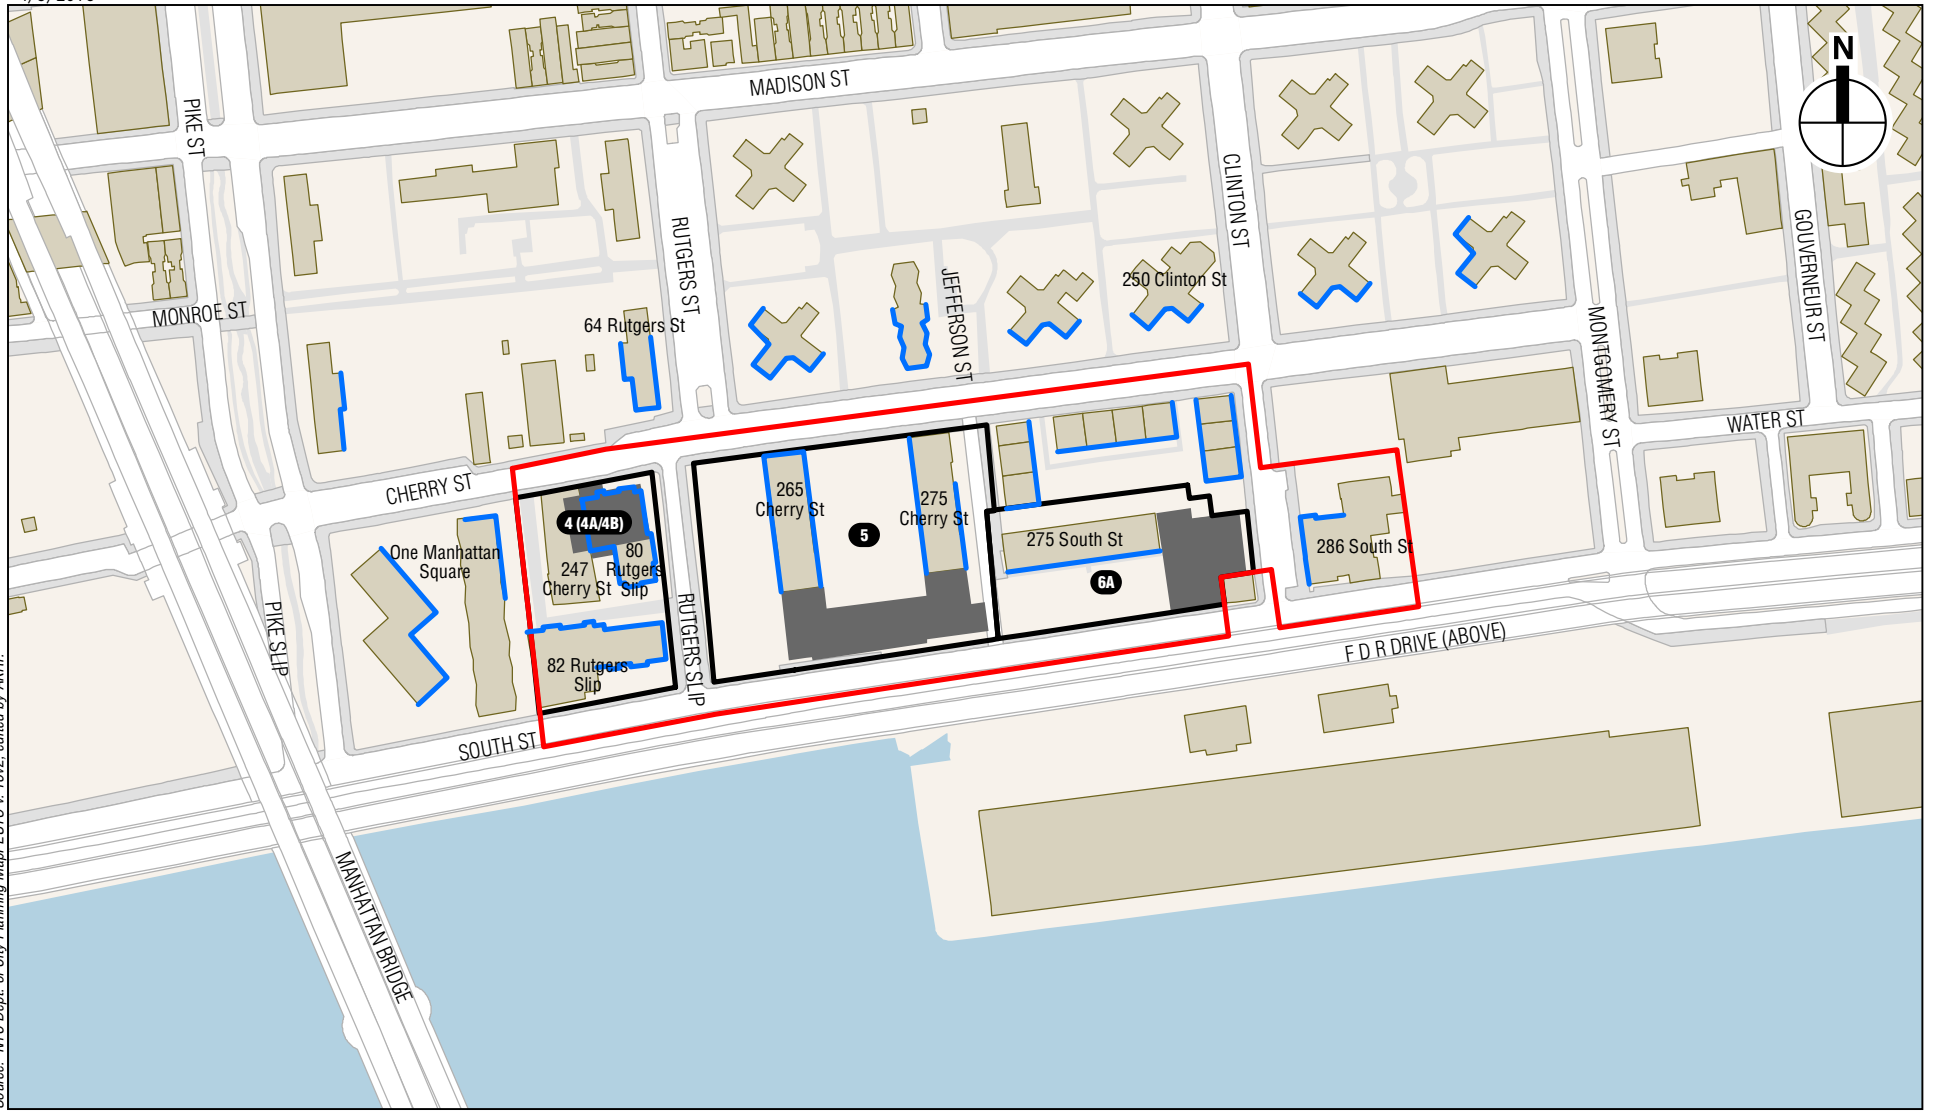 MADISON ST
N
PIKE ST
CLINTON ST
RUTGERS ST
GOUVERNEUR ST
JEFFERSON ST
250 Clinton St
MONROE ST
64 Rutgers St
MONTGOMERY ST
WATER ST
CHERRY ST
265
Cherry St
275
Cherry St
4 (4A/4B)
5
275 South St
286 South St
One Manhattan
Square
80
Rutgers
Slip
247
Cherry St
6A
PIKE SLIP
RUTGERS SLIP
82 Rutgers
Slip
F D R DRIVE (ABOVE)
SOUTH ST
MANHATTAN BRIDGE